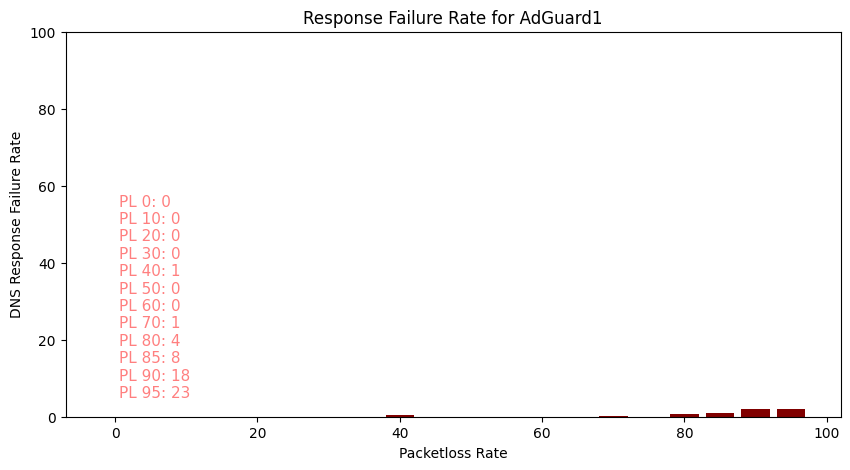 Response Failure Rate for AdGuard1
100
80
60
40
20
0
DNS Response Failure Rate
PL 0: 0
PL 10: 0
PL 20: 0
PL 30: 0
PL 40: 1
PL 50: 0
PL 60: 0
PL 70: 1
PL 80: 4
PL 85: 8
PL 90: 18
PL 95: 23
0 20 40 60 80 100
Packetloss Rate